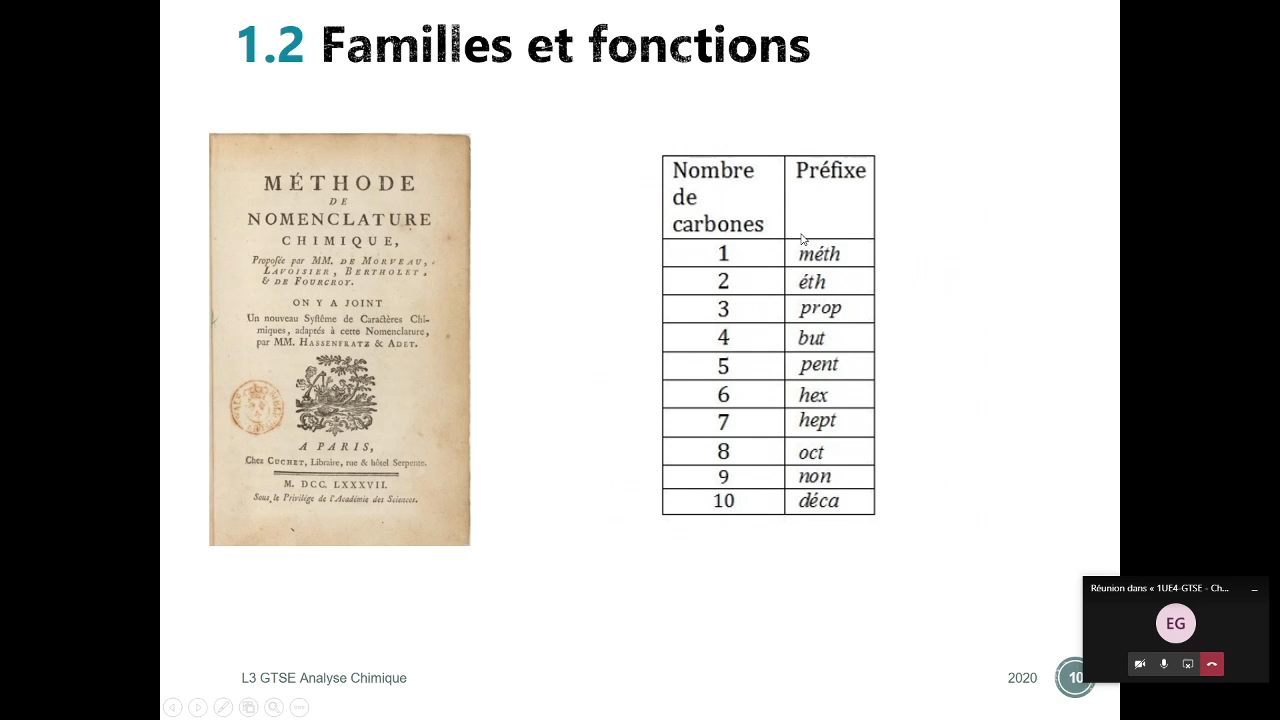 1.2 Familles et fonctions
MÉTHODE
DE
NOMENCLATURE
CHIMIQUE,
Proposée par MM. DE MORVEAU,
LAVOISIER, BERTHOLET,
& DE FOURCROY.
ON Y A JOINT
Un nouveau Systême de Caractères Chi-
miques, adaptés à cette Nomenclature,
par MM. HASSENFRATZ & ADET.
A PARIS,
Chez CUCHET, Libraire, rue & hôtel Serpente.
M. DCC. LXXXVII.
Sous le Privilége de l'Académie des Sciences.
Nombre de carbones Préfixe
1 méth
2 éth
3 prop
4 but
5 pent
6 hex
7 hept
8 oct
9 non
10 déca
L3 GTSE Analyse Chimique
2020
10
Réunion dans « 1UE4-GTSE - Ch...
EG